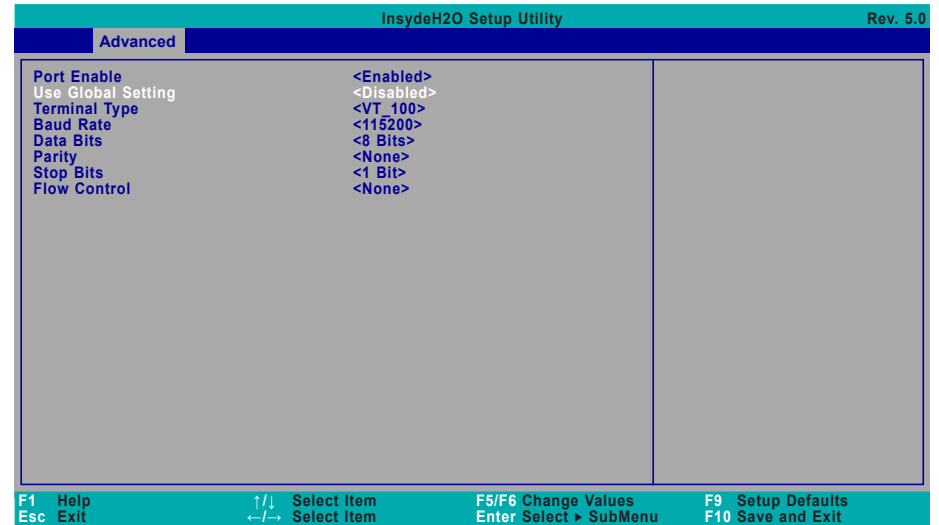 InsydeH2O Setup Utility Rev. 5.0
Advanced
Port Enable <Enabled>
Use Global Setting <Disabled>
Terminal Type <VT_100>
Baud Rate <115200>
Data Bits <8 Bits>
Parity <None>
Stop Bits <1 Bit>
Flow Control <None>
F1 Help ↑/↓ Select Item F5/F6 Change Values F9 Setup Defaults
Esc Exit ←/→ Select Item Enter Select ▶ SubMenu F10 Save and Exit